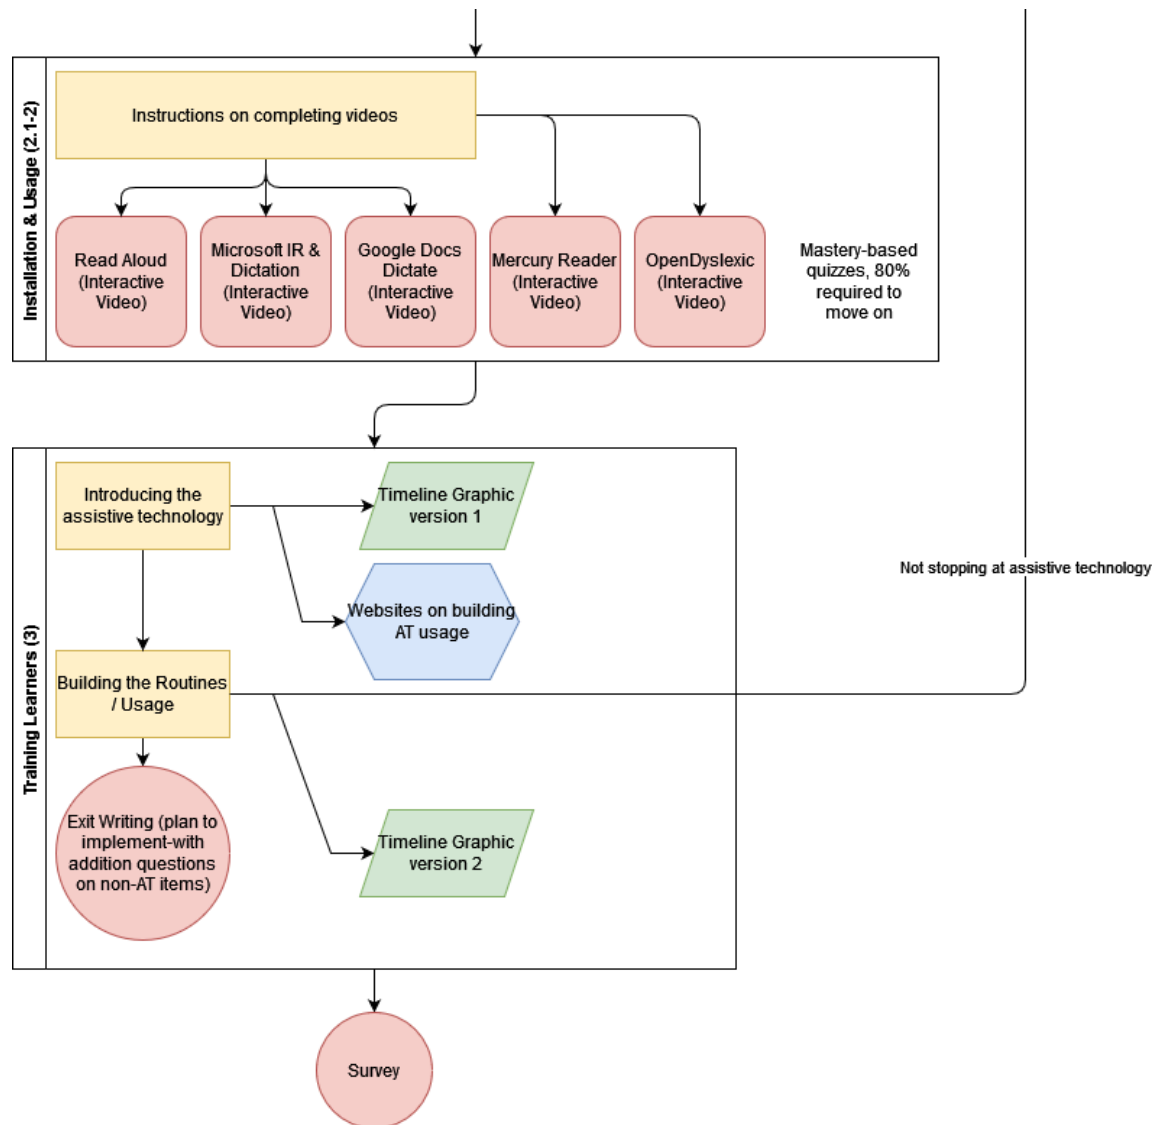 Installation & Usage (2.1-2)
Instructions on completing videos
Read Aloud
(Interactive
Video)
Microsoft IR &
Dictation
(Interactive
Video)
Google Docs
Dictate
(Interactive
Video)
Mercury Reader
(Interactive
Video)
OpenDyslexic
(Interactive
Video)
Mastery-based
quizzes, 80%
required to
move on
Training Learners (3)
Introducing the
assistive technology
Timeline Graphic
version 1
Websites on building
AT usage
Not stopping at assistive technology
Building the Routines
/ Usage
Exit Writing (plan to
implement-with
addition questions
on non-AT items)
Timeline Graphic
version 2
Survey